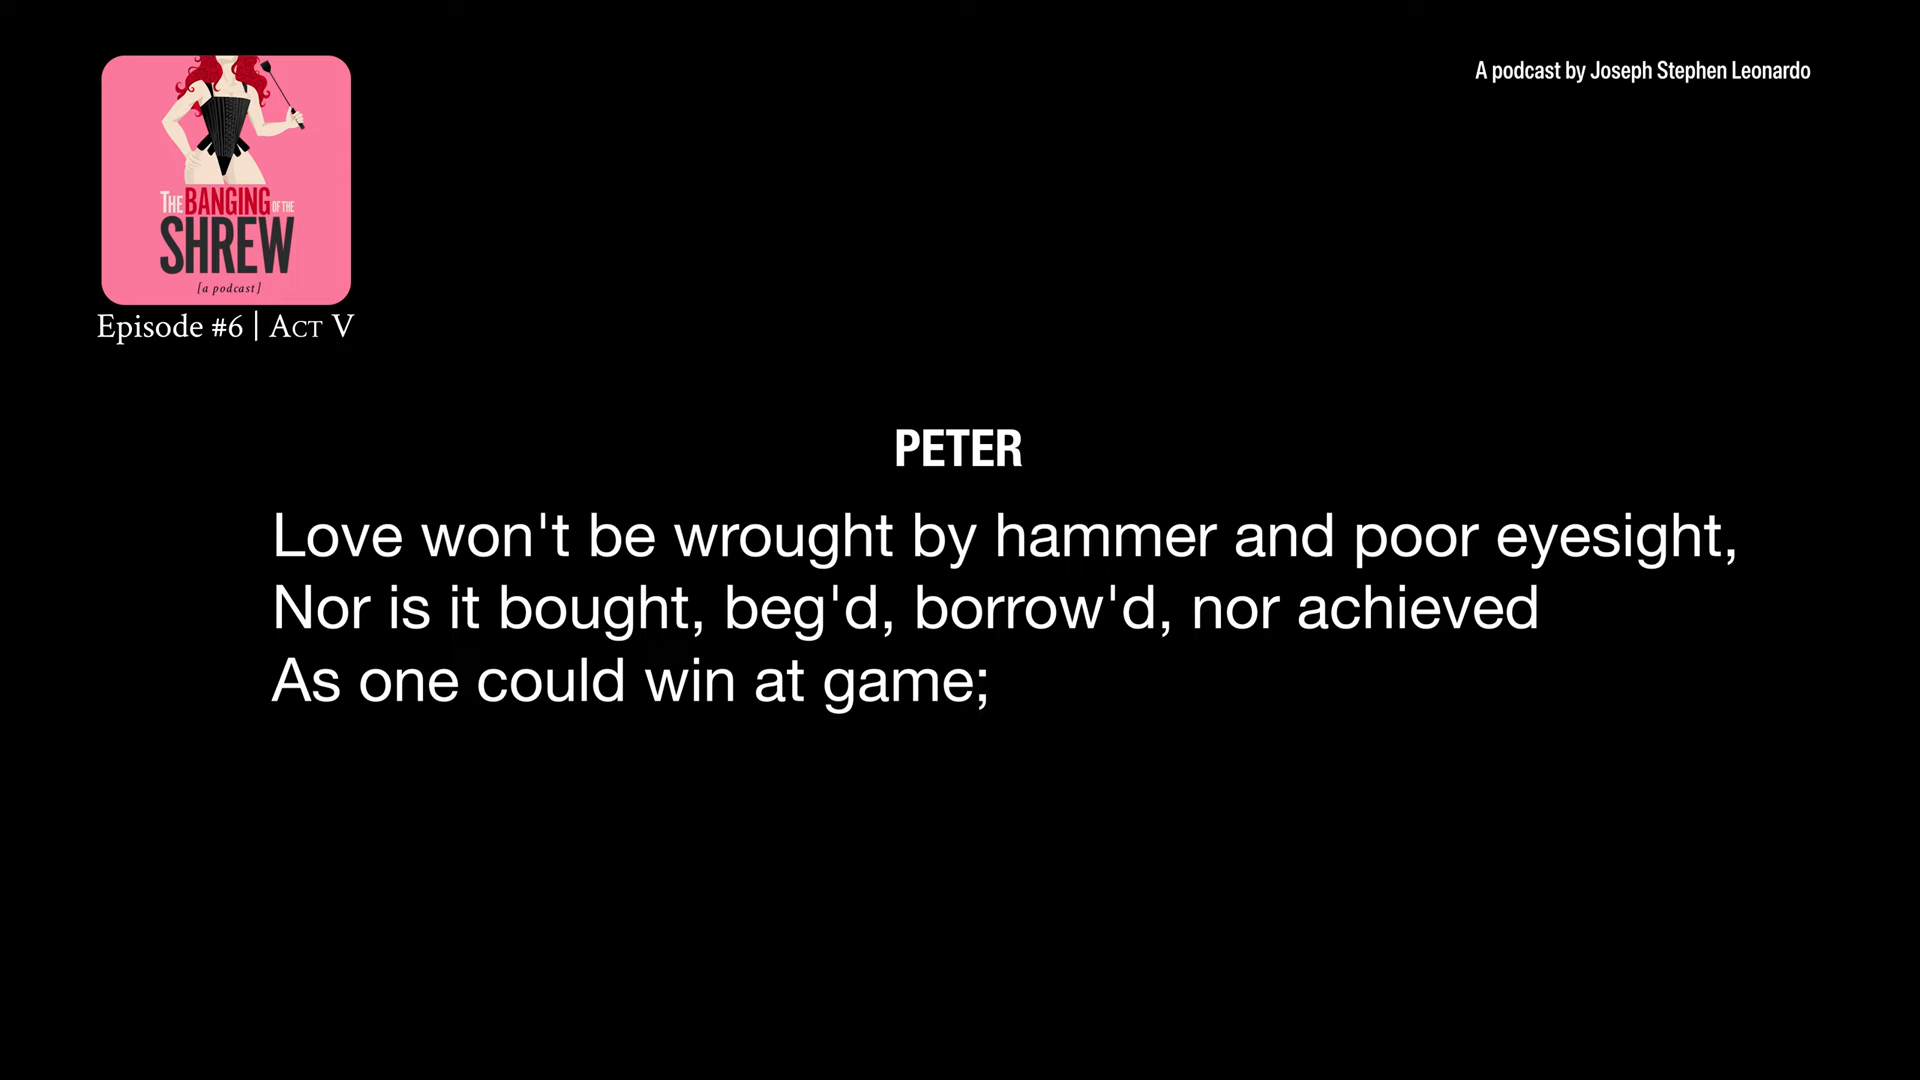 A podcast by Joseph Stephen Leonardo
THE BANGING OF THE
SHREW
[a podcast]
Episode #6 | ACT V
PETER
Love won't be wrought by hammer and poor eyesight,
Nor is it bought, beg'd, borrow'd, nor achieved
As one could win at game;